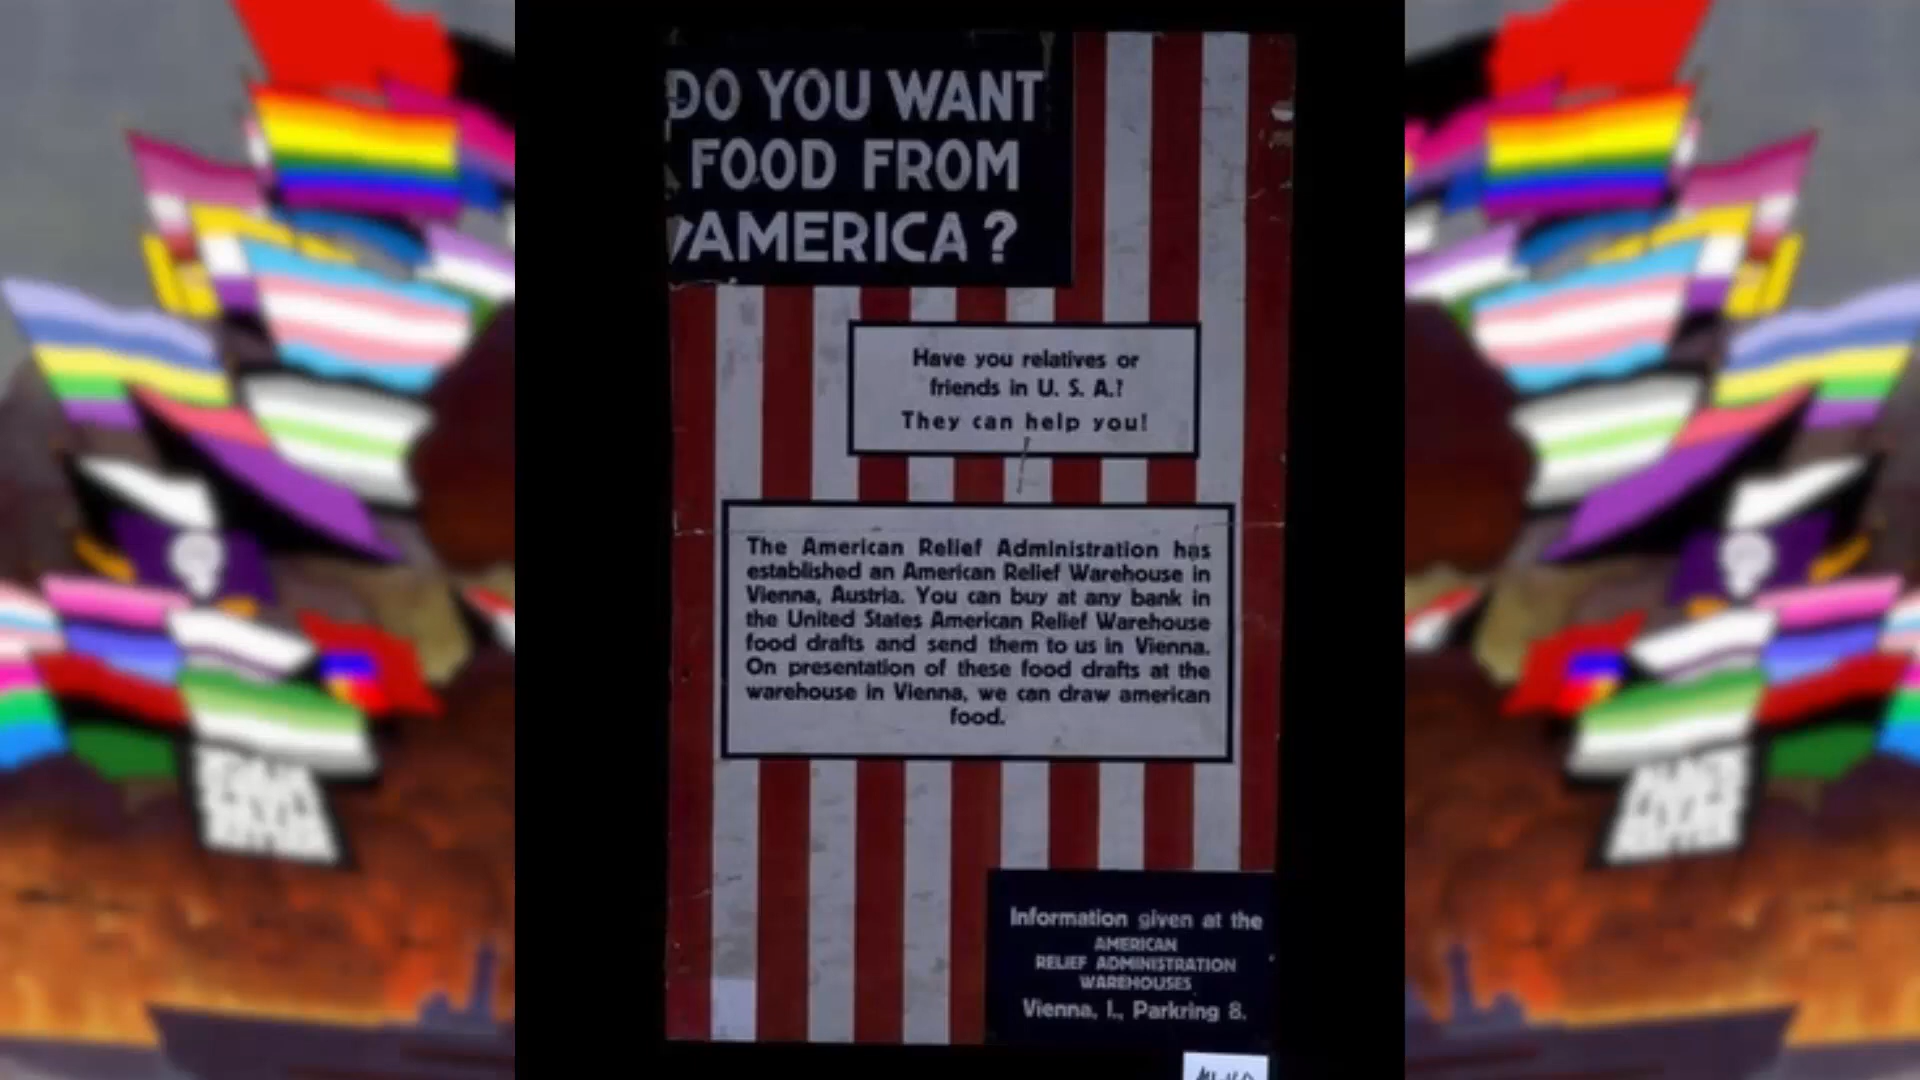 DO YOU WANT
FOOD FROM
AMERICA?
Have you relatives or
friends in U. S. A.?
They can help you!
The American Relief Administration has
established an American Relief Warehouse in
Vienna, Austria. You can buy at any bank in
the United States American Relief Warehouse
food drafts and send them to us in Vienna.
On presentation of these food drafts at the
warehouse in Vienna, we can draw american
food.
Information given at the
AMERICAN
RELIEF ADMINISTRATION
WAREHOUSES
Vienna, I., Parkring 8.